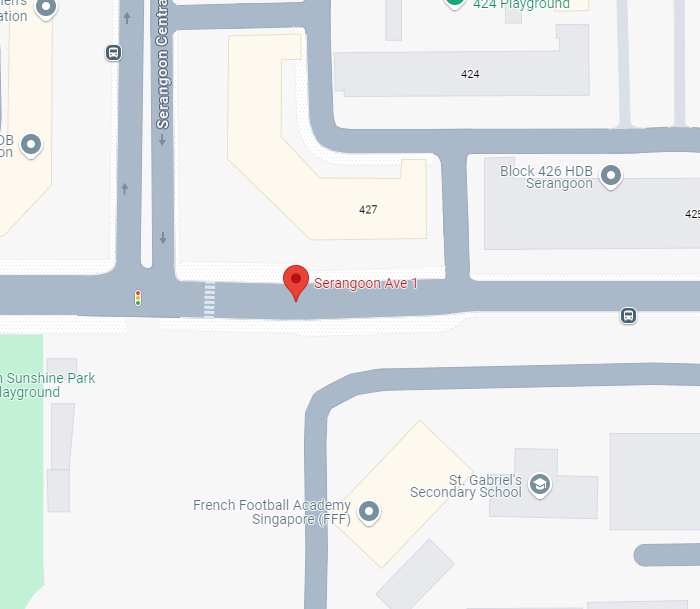 424 Playground
Serangoon Centra
424
Block 426 HDB
Serangoon
427
Serangoon Ave 1
Sunshine Park
St. Gabriel's
Secondary School
French Football Academy
Singapore (FFF)